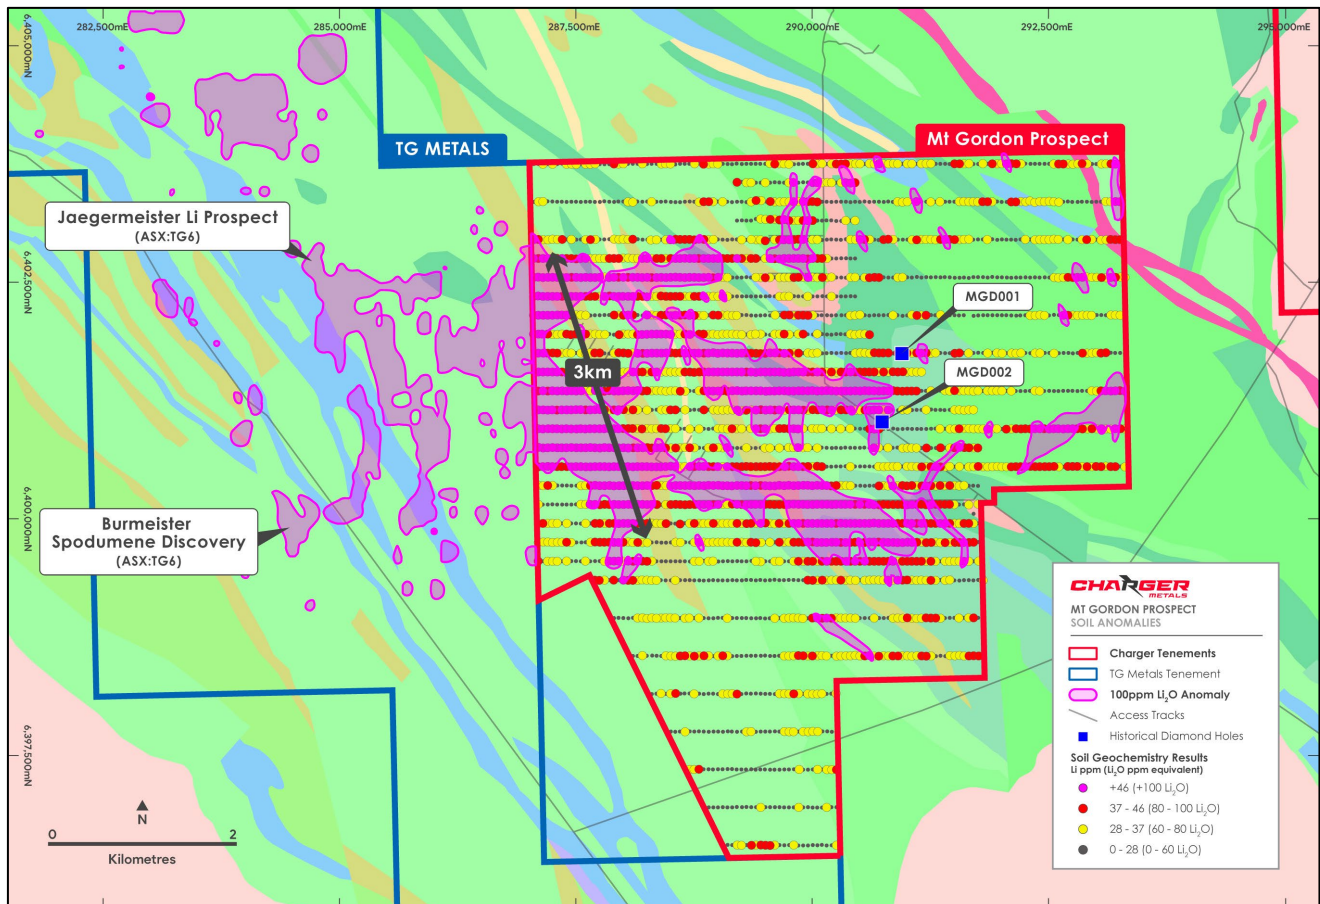 282,500mE
285,000mE
287,500mE
290,000mE
292,500mE
295,000mE
6,405,000mN
TG METALS
Mt Gordon Prospect
Jaegermeister Li Prospect
(ASX:TG6)
6,402,500mN
MGD001
3km
MGD002
6,400,000mN
Burmeister
Spodumene Discovery
(ASX:TG6)
6,397,500mN
N
0 2
Kilometres
CHARGER
METALS
MT GORDON PROSPECT
SOIL ANOMALIES
Charger Tenements
TG Metals Tenement
100ppm Li₂O Anomaly
Access Tracks
Historical Diamond Holes
Soil Geochemistry Results
Li ppm (Li₂O ppm equivalent)
+46 (+100 Li₂O)
37 - 46 (80 - 100 Li₂O)
28 - 37 (60 - 80 Li₂O)
0 - 28 (0 - 60 Li₂O)